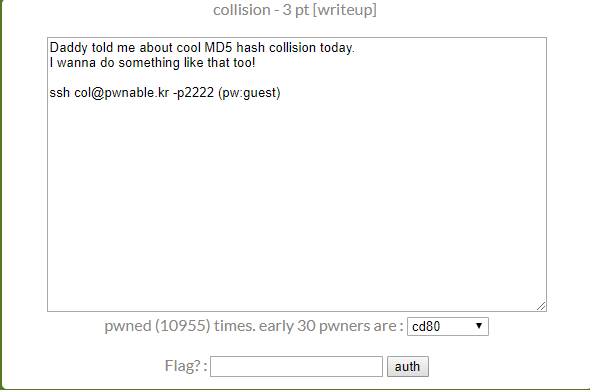 collision - 3 pt [writeup]
Daddy told me about cool MD5 hash collision today.
I wanna do something like that too!
ssh col@pwnable.kr -p2222 (pw:guest)
pwned (10955) times. early 30 pwners are : cd80
Flag? : auth